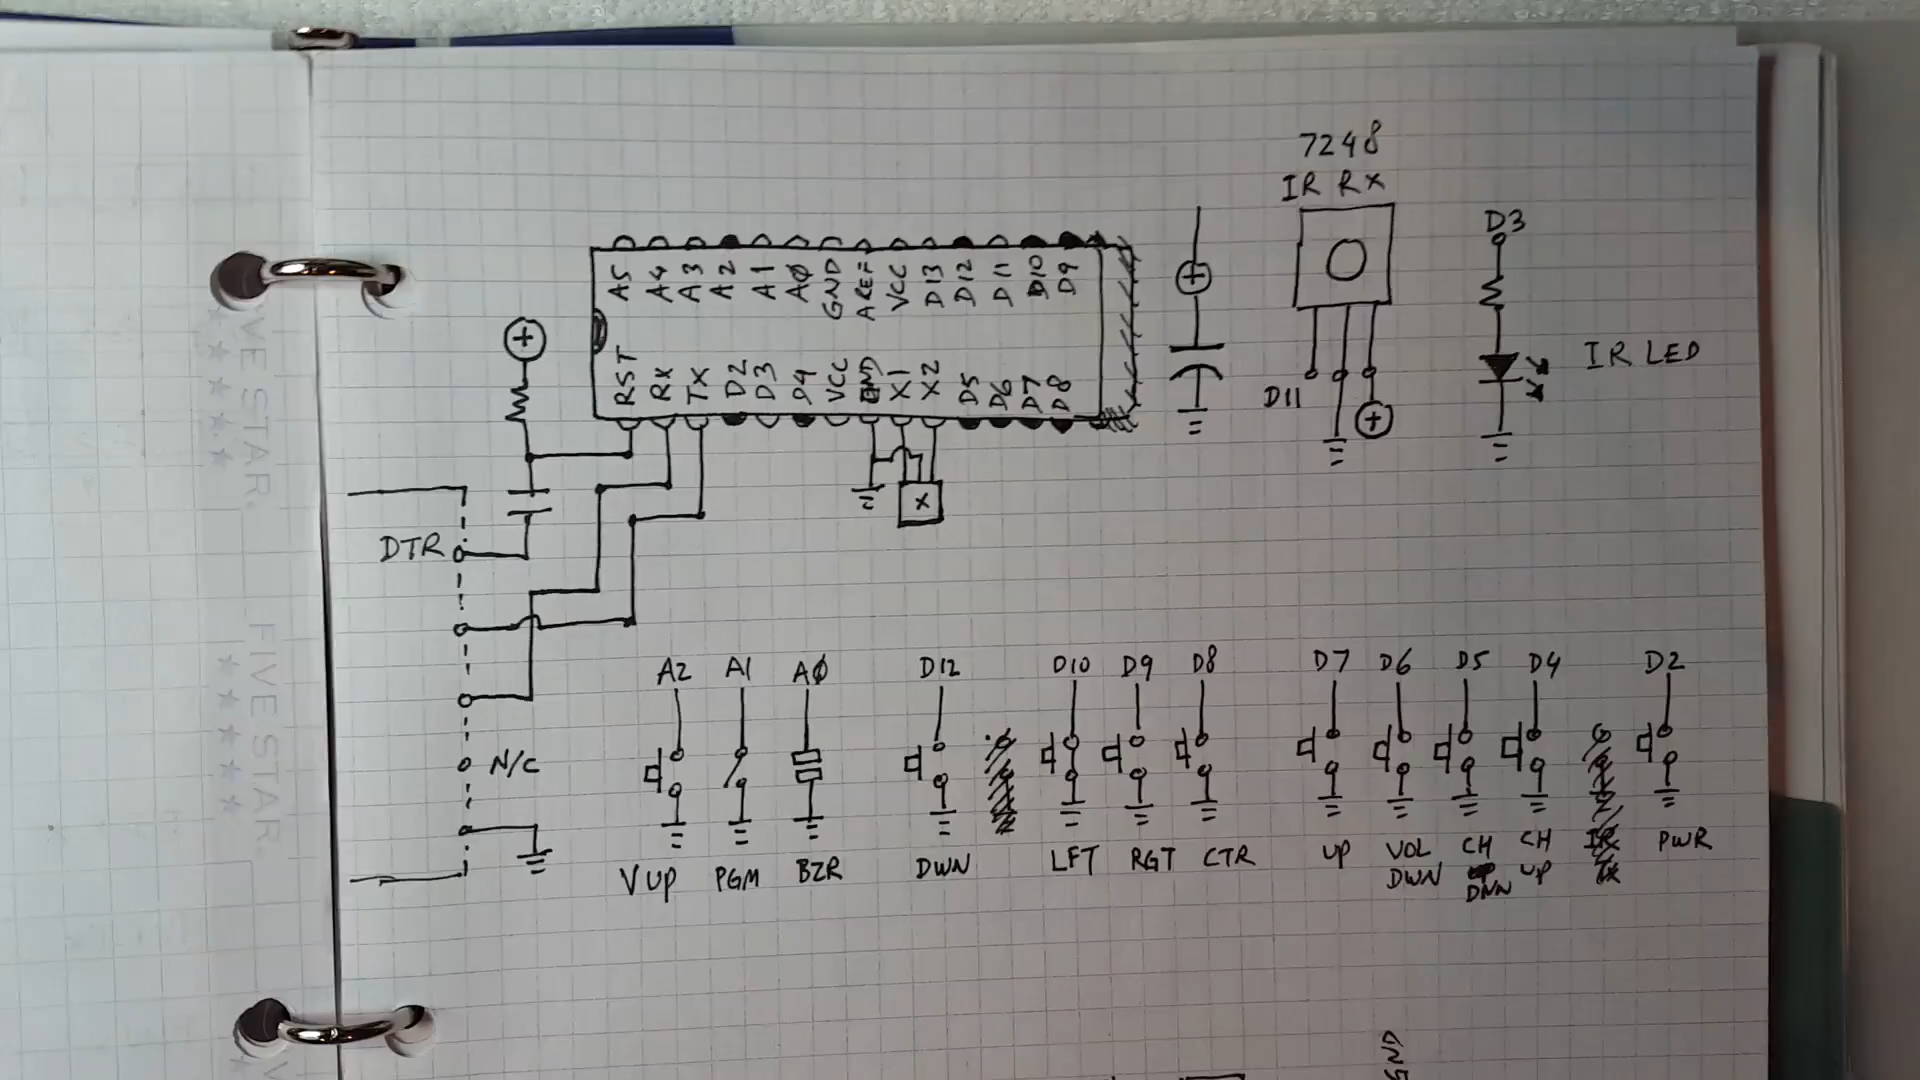 7248
IR RX
D3
A5 A4 A3 A2 A1 AØ GND AREF VCC D13 D12 D11 D10 D9
RST RX TX D2 D3 D4 VCC GND X1 X2 D5 D6 D7 D8
IR LED
D11
X
DTR
N/C
A2 A1 AØ D12 D10 D9 D8 D7 D6 D5 D4 D2
V UP PGM BZR DWN LFT RGT CTR UP VOL DWN CH DWN CH UP PWR
FIVE STAR
FIVE STAR